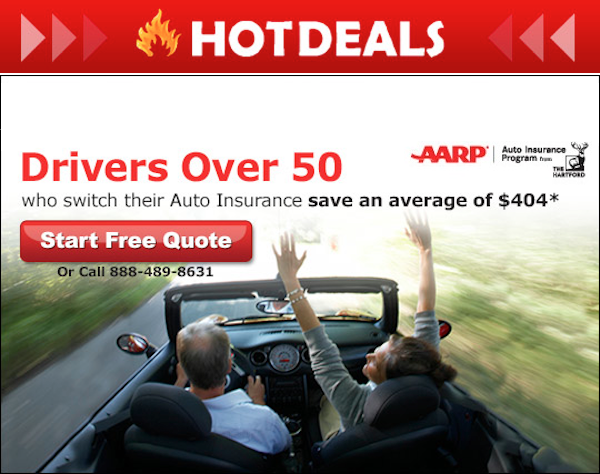 HOTDEALS
Drivers Over 50
AARP® Auto Insurance
Program from
THE
HARTFORD
who switch their Auto Insurance save an average of $404*
Start Free Quote
Or Call 888-489-8631